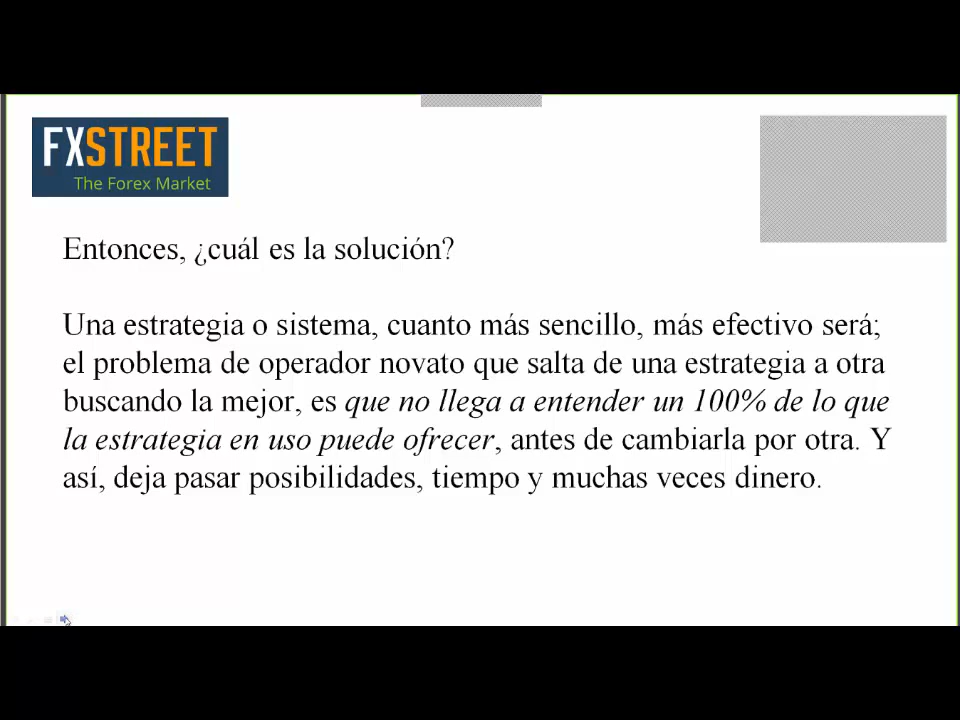 FXSTREET
The Forex Market
Entonces, ¿cuál es la solución?
Una estrategia o sistema, cuanto más sencillo, más efectivo será;
el problema de operador novato que salta de una estrategia a otra
buscando la mejor, es que no llega a entender un 100% de lo que
la estrategia en uso puede ofrecer, antes de cambiarla por otra. Y
así, deja pasar posibilidades, tiempo y muchas veces dinero.